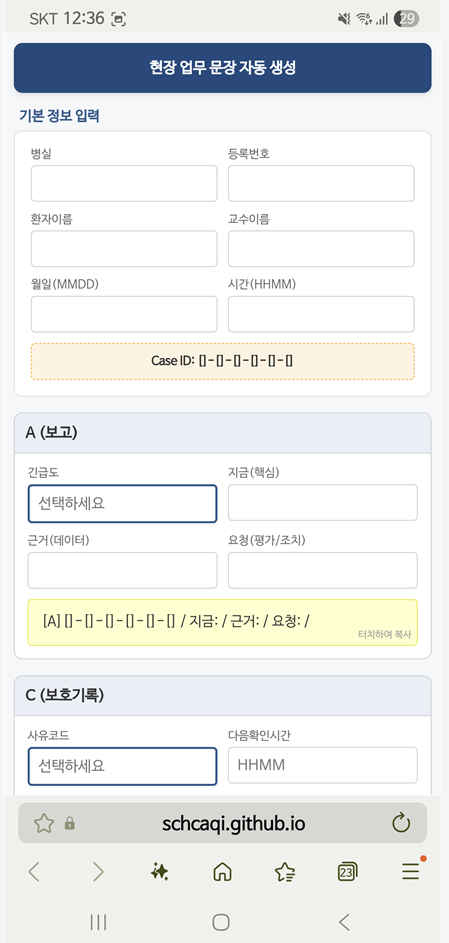 SKT 12:36 29
현장 업무 문장 자동 생성
기본 정보 입력
병실 등록번호
환자이름 교수이름
월일(MMDD) 시간(HHMM)
Case ID: []-[]-[]-[]-[]-[]
A (보고)
긴급도 지금(핵심)
선택하세요
근거(데이터) 요청(평가/조치)
[A] []-[]-[]-[]-[]-[] / 지금: / 근거: / 요청: /
터치하여 복사
C (보호기록)
사유코드 다음확인시간
선택하세요 HHMM
schcaqi.github.io
23